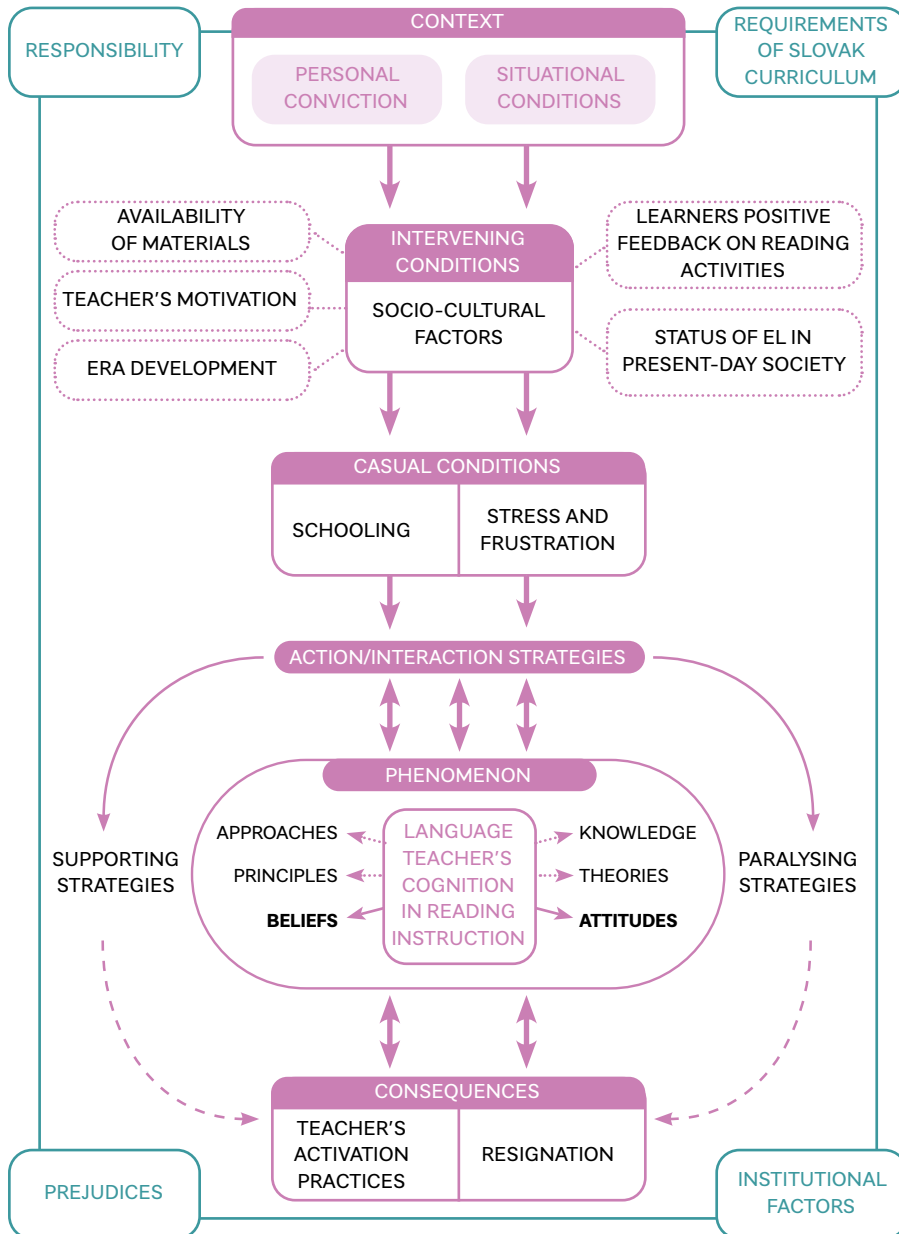 CONTEXT
RESPONSIBILITY
REQUIREMENTS
OF SLOVAK
CURRICULUM
PERSONAL
CONVICTION
SITUATIONAL
CONDITIONS
AVAILABILITY
OF MATERIALS
TEACHER'S MOTIVATION
ERA DEVELOPMENT
INTERVENING
CONDITIONS
SOCIO-CULTURAL
FACTORS
LEARNERS POSITIVE
FEEDBACK ON READING
ACTIVITIES
STATUS OF EL IN
PRESENT-DAY SOCIETY
CASUAL CONDITIONS
SCHOOLING
STRESS AND
FRUSTRATION
ACTION/INTERACTION STRATEGIES
PHENOMENON
SUPPORTING
STRATEGIES
APPROACHES
PRINCIPLES
BELIEFS
LANGUAGE
TEACHER'S
COGNITION
IN READING
INSTRUCTION
KNOWLEDGE
THEORIES
ATTITUDES
PARALYSING
STRATEGIES
CONSEQUENCES
TEACHER'S
ACTIVATION
PRACTICES
RESIGNATION
PREJUDICES
INSTITUTIONAL
FACTORS